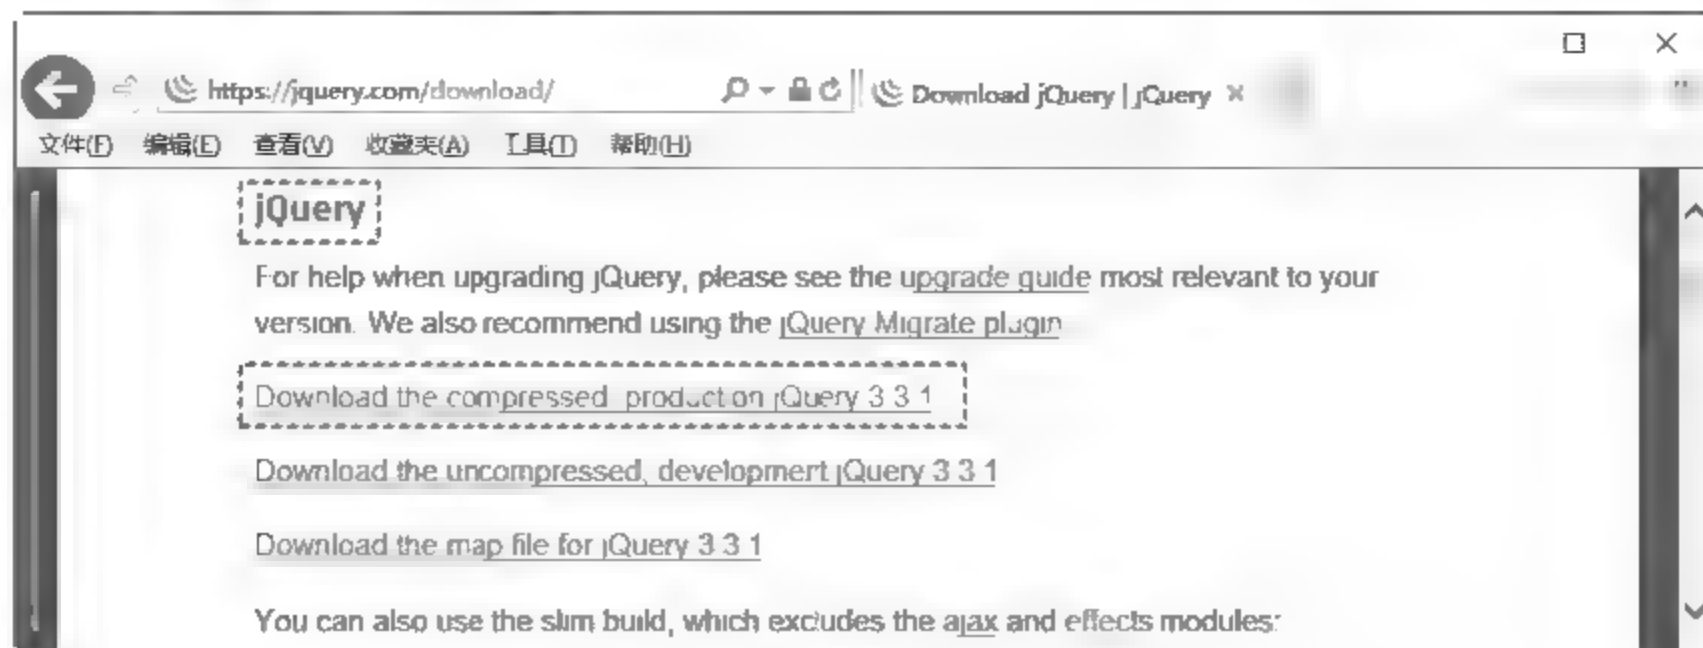 https://jquery.com/download/ Download jQuery | jQuery
文件(F) 编辑(E) 查看(V) 收藏夹(A) 工具(T) 帮助(H)
jQuery
For help when upgrading jQuery, please see the upgrade guide most relevant to your
version. We also recommend using the jQuery Migrate plugin.
Download the compressed, production jQuery 3.3.1
Download the uncompressed, development jQuery 3.3.1
Download the map file for jQuery 3.3.1
You can also use the slim build, which excludes the ajax and effects modules: